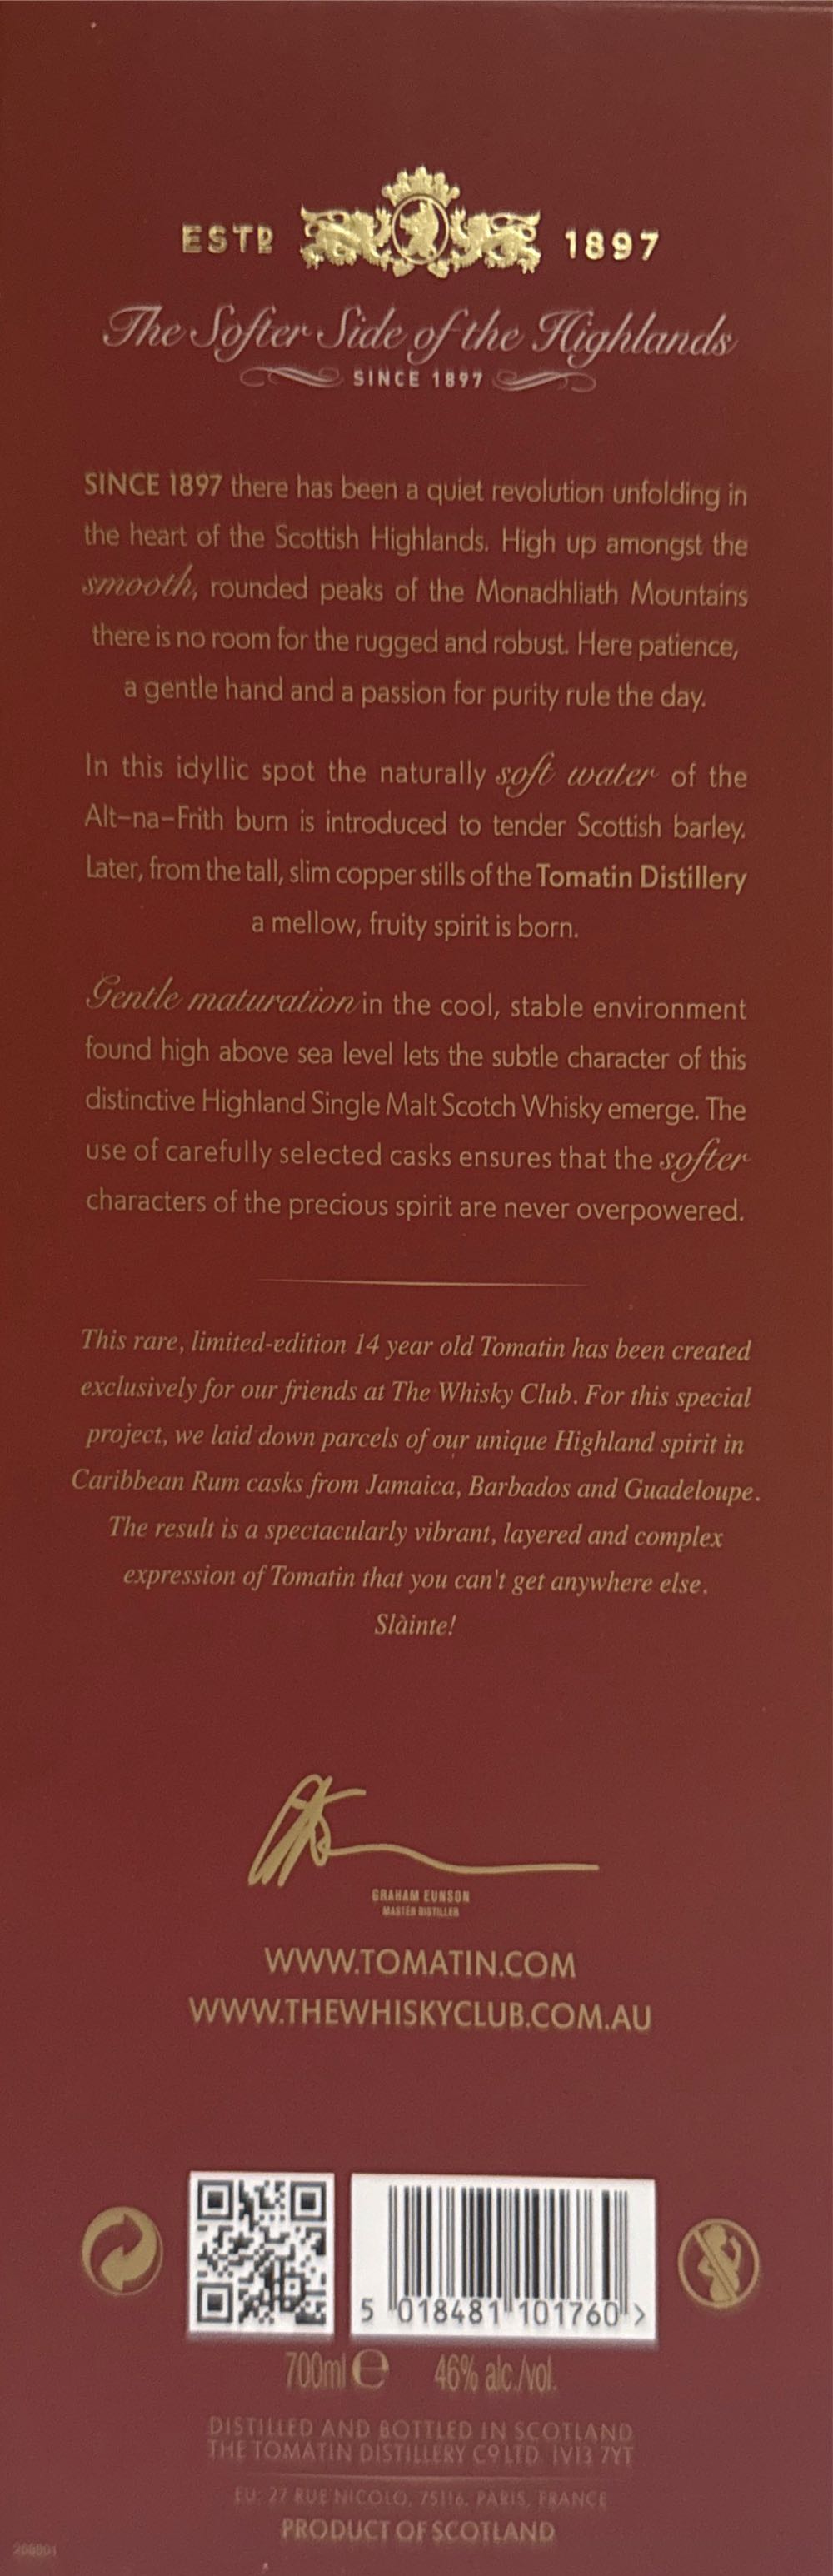 ESTD 1897
The Softer Side of the Highlands
SINCE 1897
SINCE 1897 there has been a quiet revolution unfolding in
the heart of the Scottish Highlands. High up amongst the
smooth, rounded peaks of the Monadhliath Mountains
there is no room for the rugged and robust. Here patience,
a gentle hand and a passion for purity rule the day.
In this idyllic spot the naturally soft water of the
Alt-na-Frith burn is introduced to tender Scottish barley.
Later, from the tall, slim copper stills of the Tomatin Distillery
a mellow, fruity spirit is born.
Gentle maturation in the cool, stable environment
found high above sea level lets the subtle character of this
distinctive Highland Single Malt Scotch Whisky emerge. The
use of carefully selected casks ensures that the softer
characters of the precious spirit are never overpowered.
This rare, limited-edition 14 year old Tomatin has been created
exclusively for our friends at The Whisky Club. For this special
project, we laid down parcels of our unique Highland spirit in
Caribbean Rum casks from Jamaica, Barbados and Guadeloupe.
The result is a spectacularly vibrant, layered and complex
expression of Tomatin that you can't get anywhere else.
Slàinte!
GRAHAM EUNSON
MASTER DISTILLER
WWW.TOMATIN.COM
WWW.THEWHISKYCLUB.COM.AU
5 018481 101760 >
700ml e 46% alc./vol.
DISTILLED AND BOTTLED IN SCOTLAND
THE TOMATIN DISTILLERY CO LTD. IV13 7YT
EU: 27 RUE NICOLO, 75116, PARIS, FRANCE
PRODUCT OF SCOTLAND